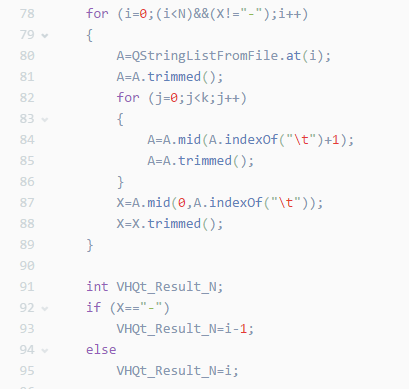 78 for (i=0;(i<N)&&(X!="-");i++)
79 {
80 A=QStringListFromFile.at(i);
81 A=A.trimmed();
82 for (j=0;j<k;j++)
83 {
84 A=A.mid(A.indexOf("\t")+1);
85 A=A.trimmed();
86 }
87 X=A.mid(0,A.indexOf("\t"));
88 X=X.trimmed();
89 }
90
91 int VHQt_Result_N;
92 if (X=="-")
93 VHQt_Result_N=i-1;
94 else
95 VHQt_Result_N=i;